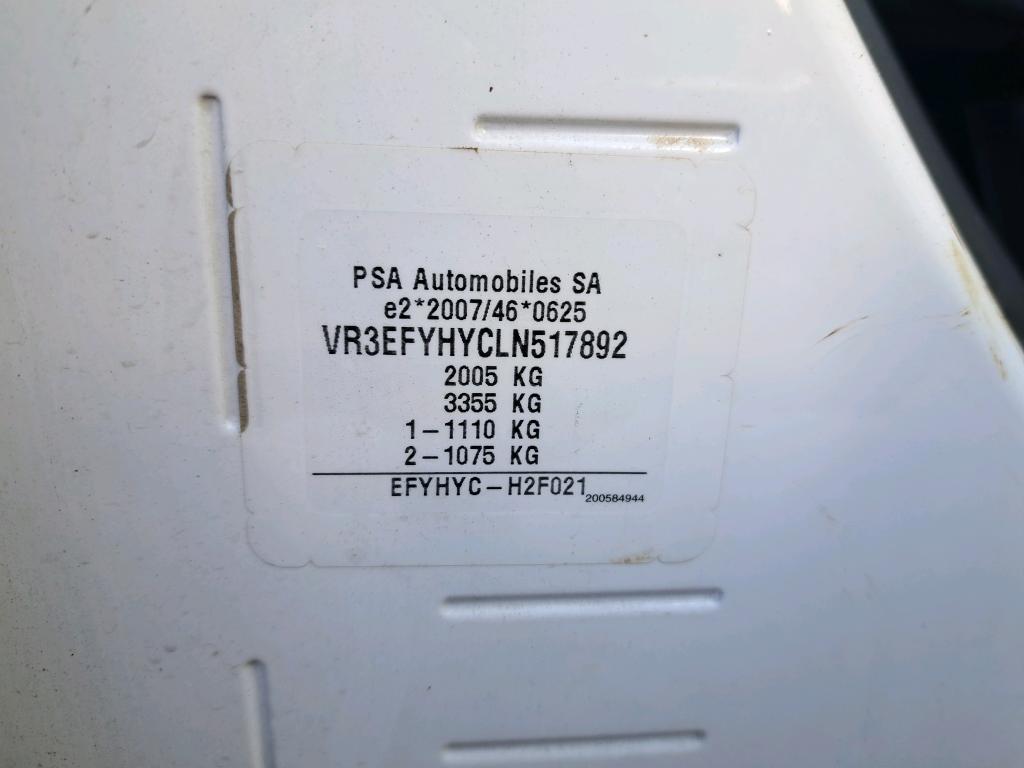 PSA Automobiles SA
e2*2007/46*0625
VR3EFYHYCLN517892
2005 KG
3355 KG
1-1110 KG
2-1075 KG
EFYHYC-H2F021
200584944